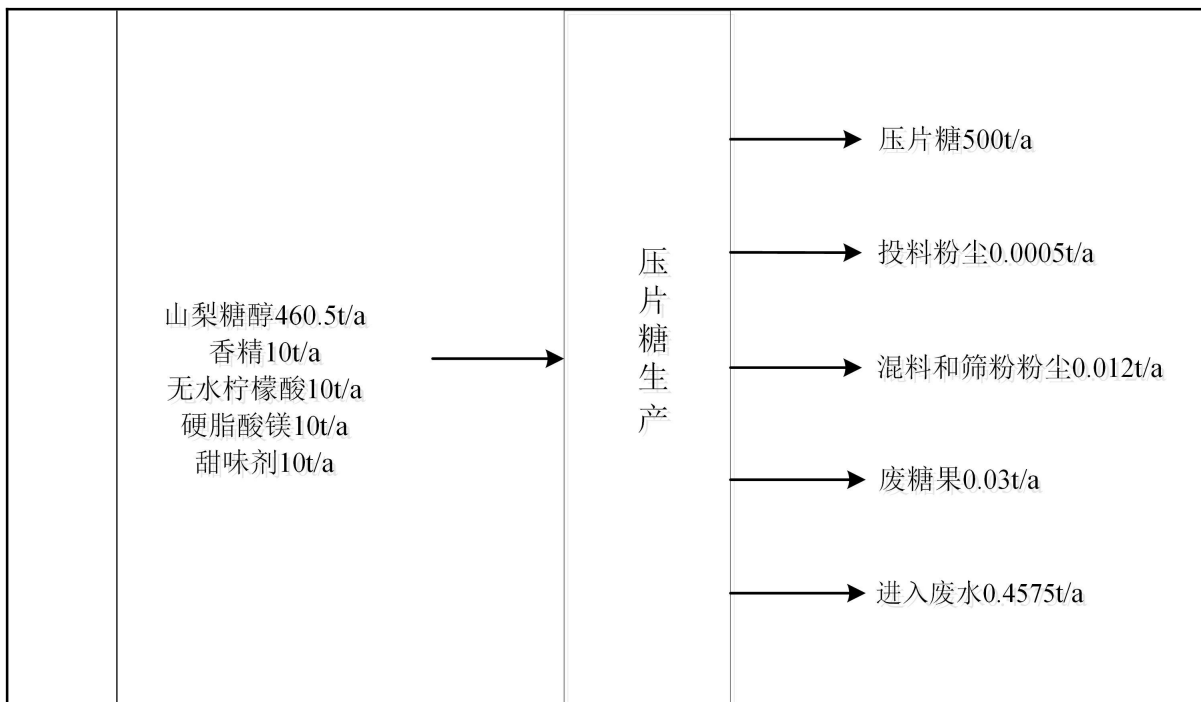 山梨糖醇460.5t/a
香精10t/a
无水柠檬酸10t/a
硬脂酸镁10t/a
甜味剂10t/a
压片糖生产
压片糖500t/a
投料粉尘0.0005t/a
混料和筛粉粉尘0.012t/a
废糖果0.03t/a
进入废水0.4575t/a